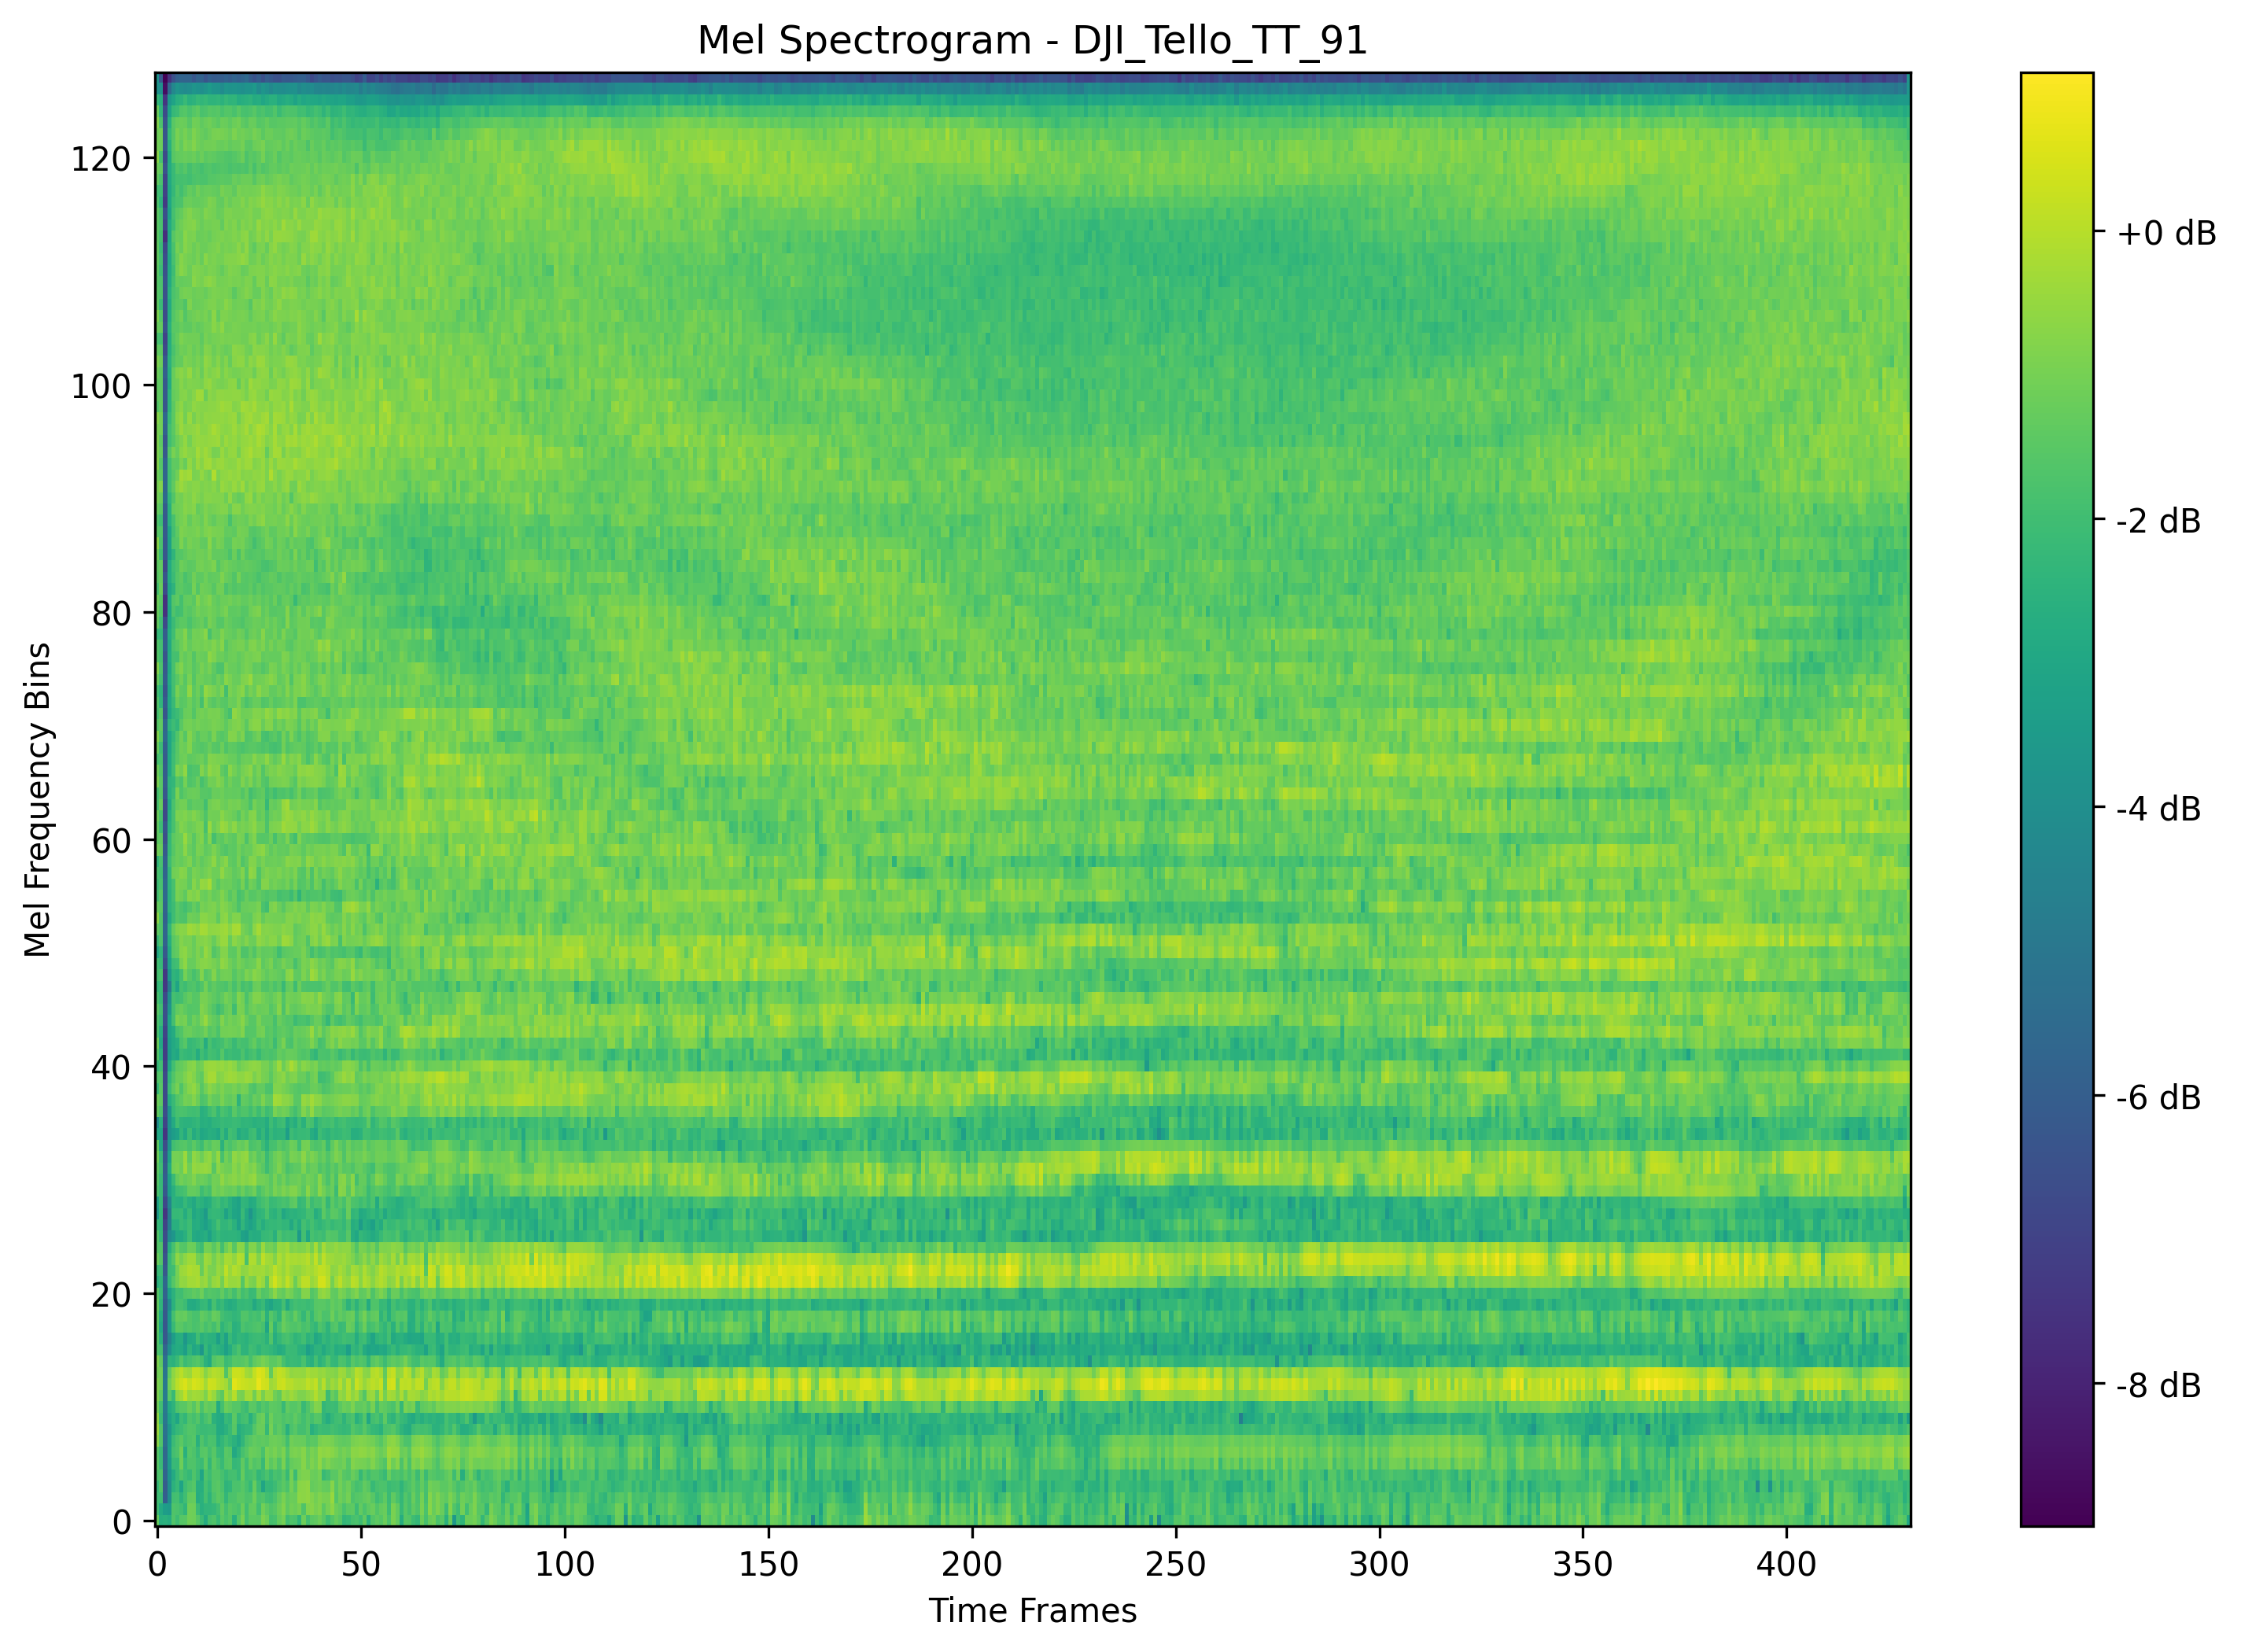 Mel Spectrogram - DJI_Tello_TT_91
Mel Frequency Bins
120
100
80
60
40
20
0
0 50 100 150 200 250 300 350 400
Time Frames
+0 dB
-2 dB
-4 dB
-6 dB
-8 dB